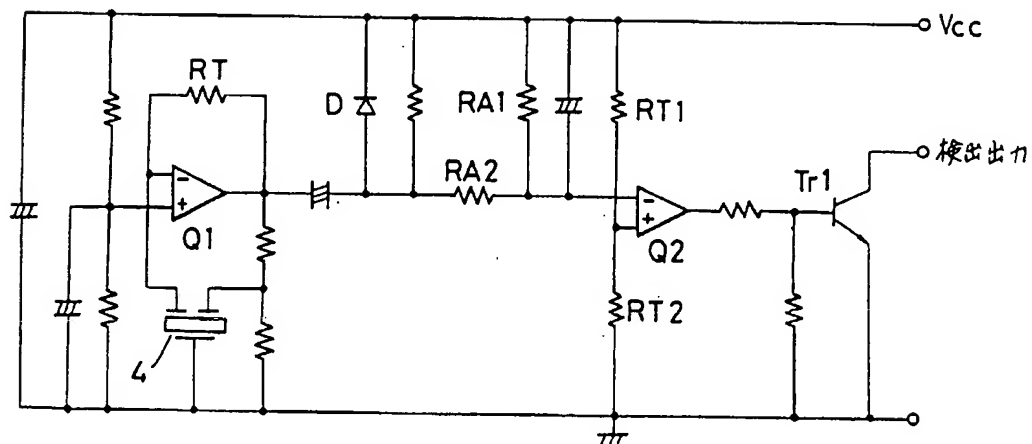 Vcc
RT
D
RA1
RT1
検出出力
RA2
Tr1
-
+
Q1
-
+
Q2
RT2
4